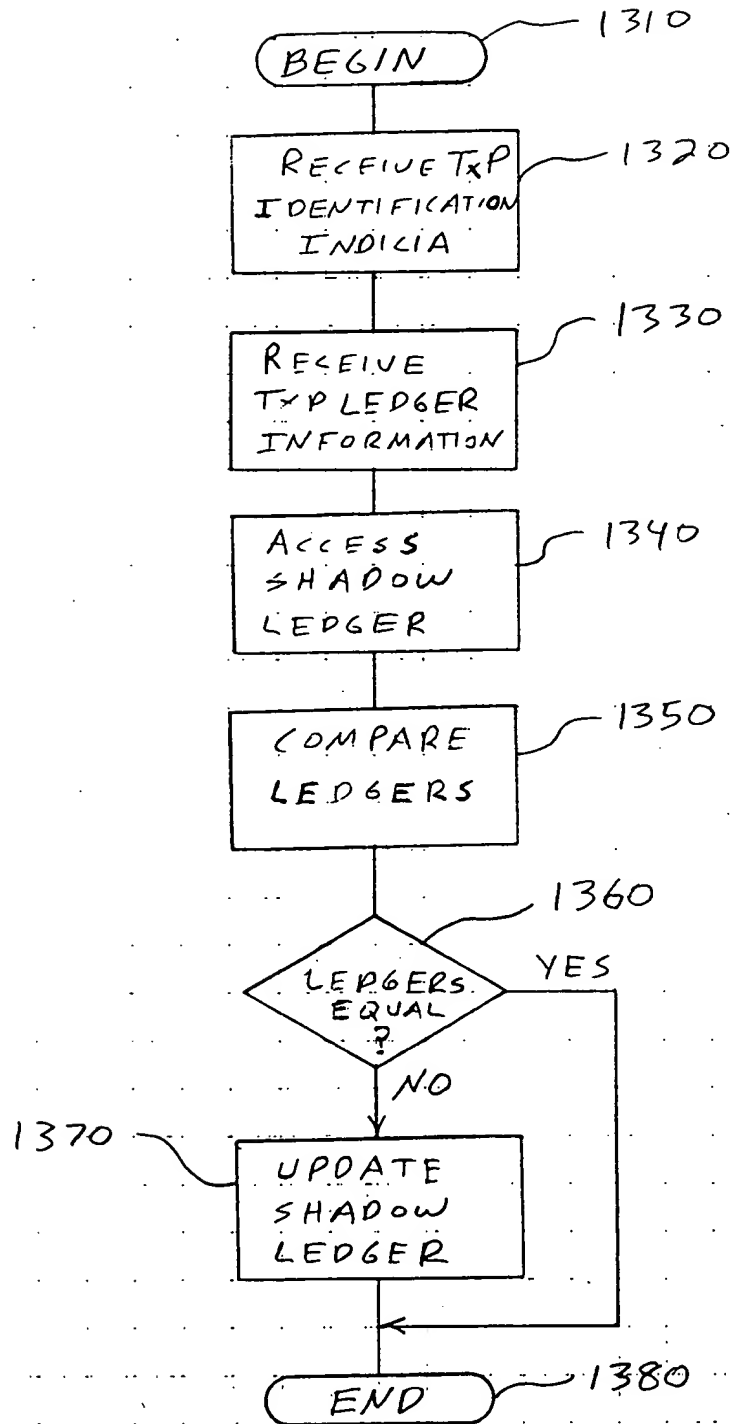 1310
BEGIN
1320
RECEIVE TXP
IDENTIFICATION
INDICIA
1330
RECEIVE
TXP LEDGER
INFORMATION
1340
ACCESS
SHADOW
LEDGER
1350
COMPARE
LEDGERS
1360
LEDGERS
EQUAL
?
YES
NO
1370
UPDATE
SHADOW
LEDGER
1380
END